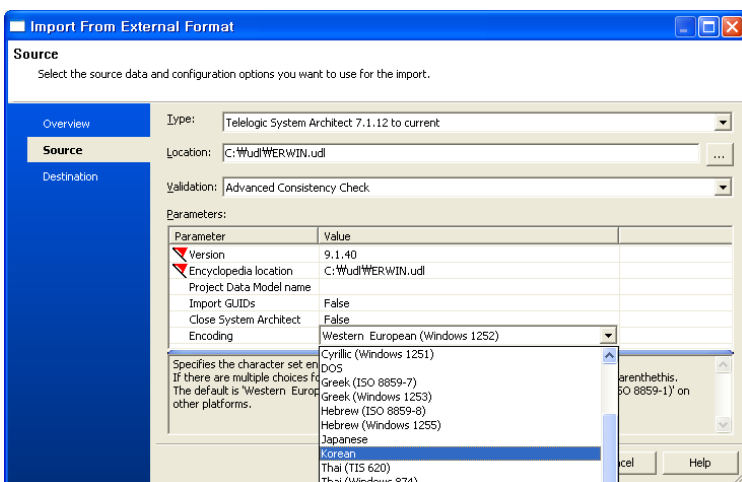 Import From External Format
Source
Select the source data and configuration options you want to use for the import.
Overview
Source
Destination
Type: Telelogic System Architect 7.1.12 to current
Location: C:₩udl₩ERWIN.udl ...
Validation: Advanced Consistency Check
Parameters:
Parameter Value
Version 9.1.40
Encyclopedia location C:₩udl₩ERWIN.udl
Project Data Model name
Import GUIDs False
Close System Architect False
Encoding Western European (Windows 1252)
Cyrillic (Windows 1251)
DOS
Greek (ISO 8859-7)
Greek (Windows 1253)
Hebrew (ISO 8859-8)
Hebrew (Windows 1255)
Japanese
Korean
Thai (TIS 620)
Thai (Windows 874)
Specifies the character set en
If there are multiple choices fo arenthethis.
The default is 'Western Europ SO 8859-1)' on
other platforms.
cel Help